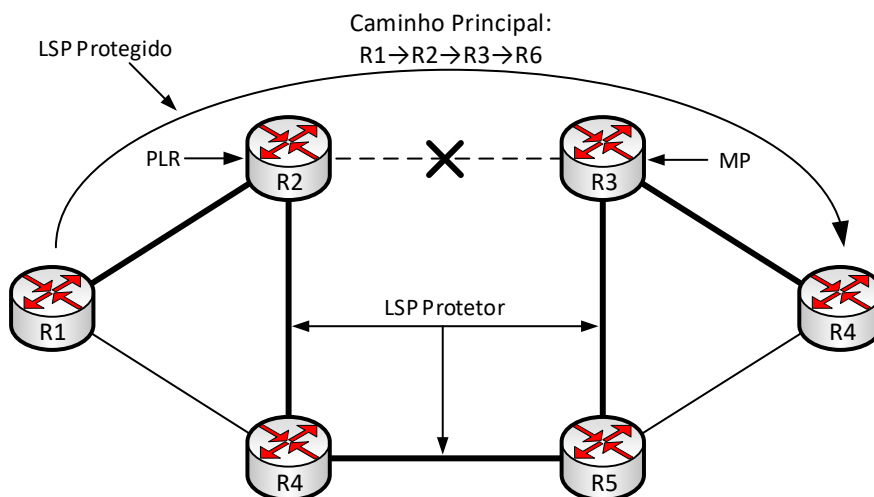 Caminho Principal:
R1→R2→R3→R6
LSP Protegido
PLR
R2
R3
MP
R1
LSP Protetor
R4
R4
R5